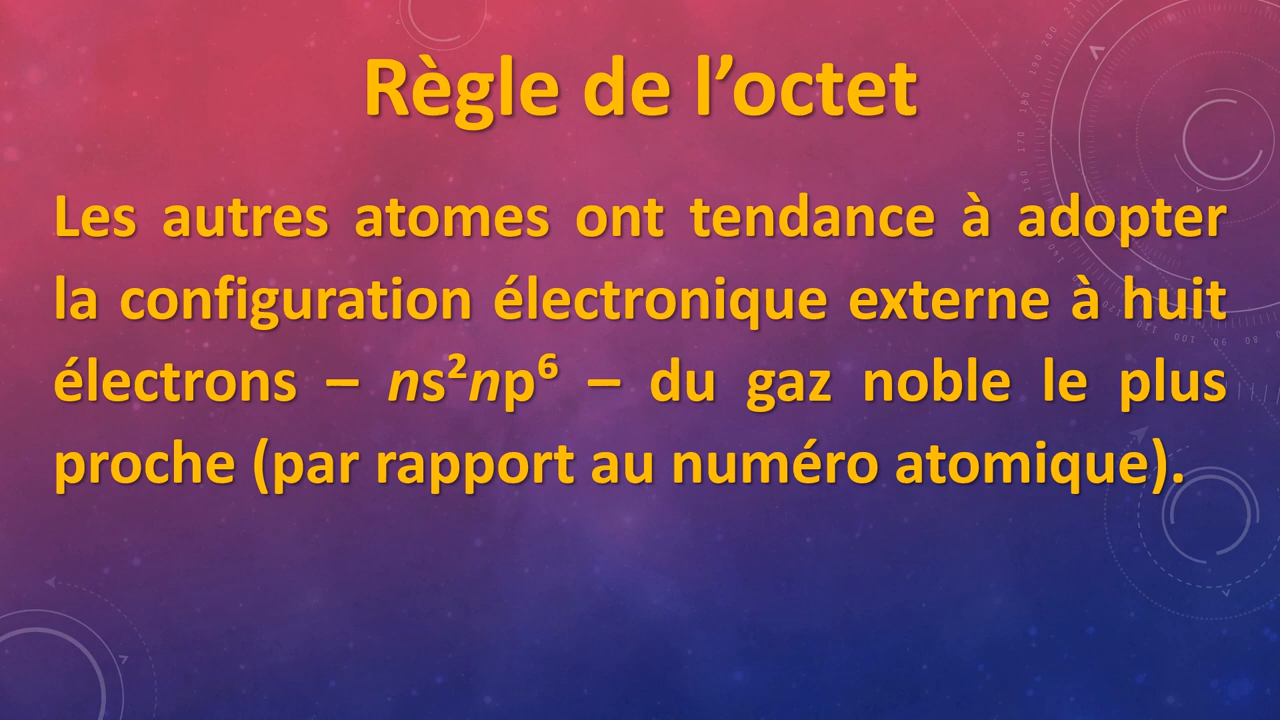 Règle de l’octet
Les autres atomes ont tendance à adopter
la configuration électronique externe à huit
électrons – ns²np⁶ – du gaz noble le plus
proche (par rapport au numéro atomique).